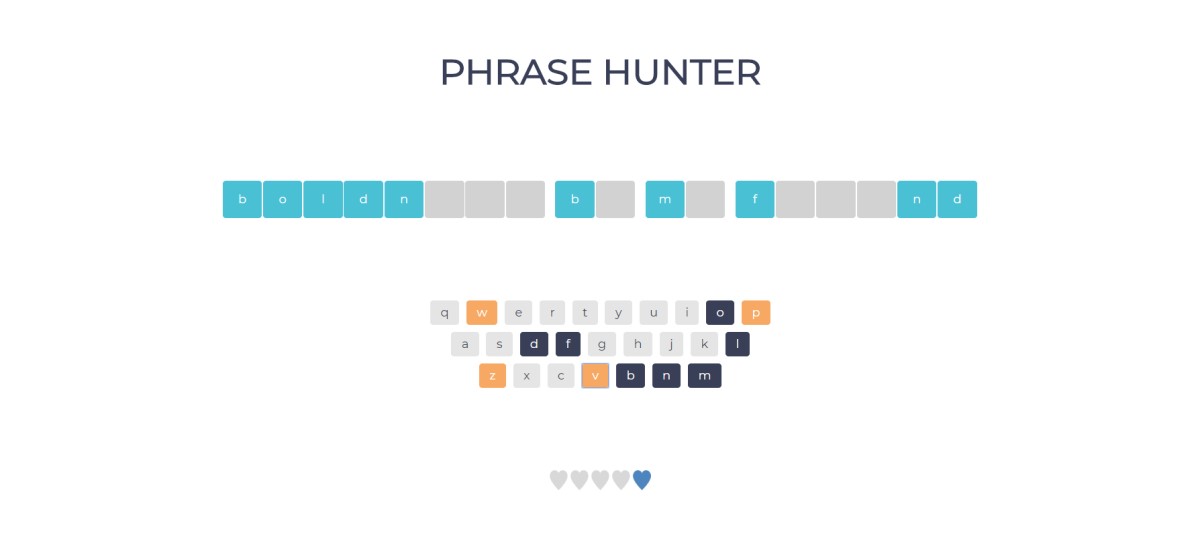 PHRASE HUNTER
b o l d n b m f n d
q w e r t y u i o p
a s d f g h j k l
z x c v b n m